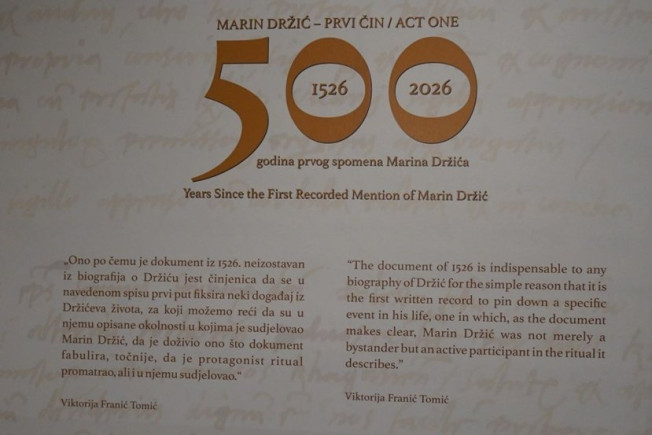 MARIN DRŽIĆ – PRVI ČIN / ACT ONE
500
1526
2026
godina prvog spomena Marina Držića
Years Since the First Recorded Mention of Marin Držić
„Ono po čemu je dokument iz 1526. neizostavan
iz biografija o Držiću jest činjenica da se u
navedenom spisu prvi put fiksira neki događaj iz
Držićeva života, za koji možemo reći da su u
njemu opisane okolnosti u kojima je sudjelovao
Marin Držić, da je doživio ono što dokument
fabulira, točnije, da je protagonist ritual
promatrao, ali i u njemu sudjelovao.“
Viktorija Franić Tomić
“The document of 1526 is indispensable to any
biography of Držić for the simple reason that it is
the first written record to pin down a specific
event in his life, one in which, as the document
makes clear, Marin Držić was not merely a
bystander but an active participant in the ritual it
describes.”
Viktorija Franić Tomić